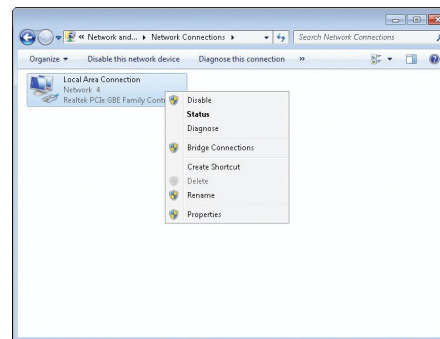 « Network and... ▸ Network Connections ▸
Search Network Connections
Organize ▾ Disable this network device Diagnose this connection »
Local Area Connection
Network 4
Realtek PCIe GBE Family Contr
Disable
Status
Diagnose
Bridge Connections
Create Shortcut
Delete
Rename
Properties